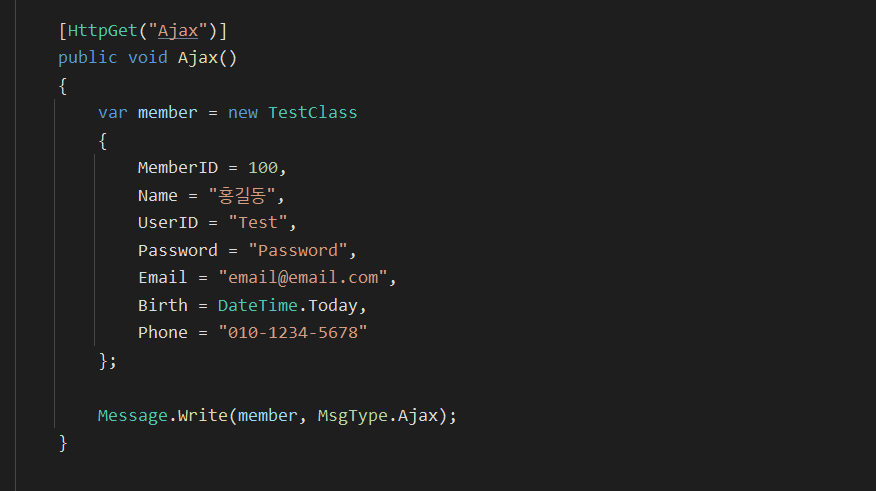 [HttpGet("Ajax")]
public void Ajax()
{
var member = new TestClass
{
MemberID = 100,
Name = "홍길동",
UserID = "Test",
Password = "Password",
Email = "email@email.com",
Birth = DateTime.Today,
Phone = "010-1234-5678"
};
Message.Write(member, MsgType.Ajax);
}